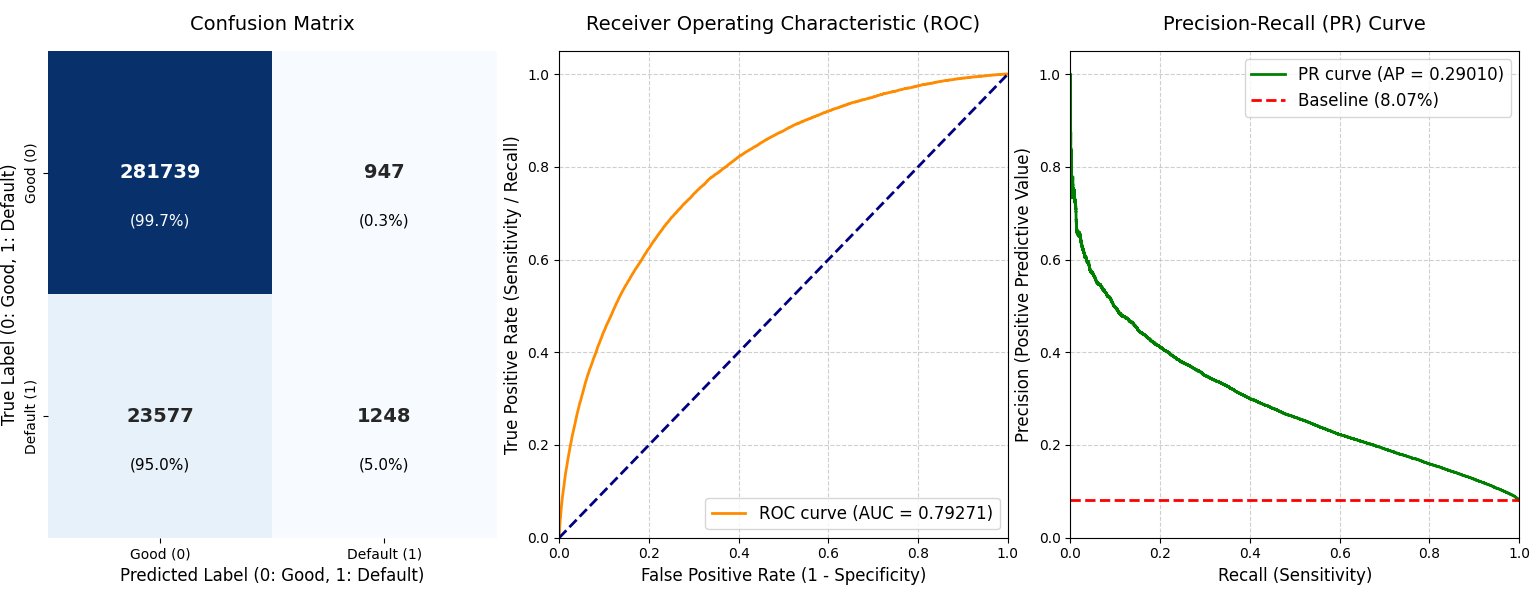 Confusion Matrix
True Label (0: Good, 1: Default)
Good (0)
Default (1)
281739
(99.7%)
947
(0.3%)
23577
(95.0%)
1248
(5.0%)
Good (0)
Default (1)
Predicted Label (0: Good, 1: Default)
Receiver Operating Characteristic (ROC)
True Positive Rate (Sensitivity / Recall)
1.0
0.8
0.6
0.4
0.2
0.0
0.0 0.2 0.4 0.6 0.8 1.0
ROC curve (AUC = 0.79271)
False Positive Rate (1 - Specificity)
Precision-Recall (PR) Curve
Precision (Positive Predictive Value)
1.0
0.8
0.6
0.4
0.2
0.0
PR curve (AP = 0.29010)
Baseline (8.07%)
0.0 0.2 0.4 0.6 0.8 1.0
Recall (Sensitivity)